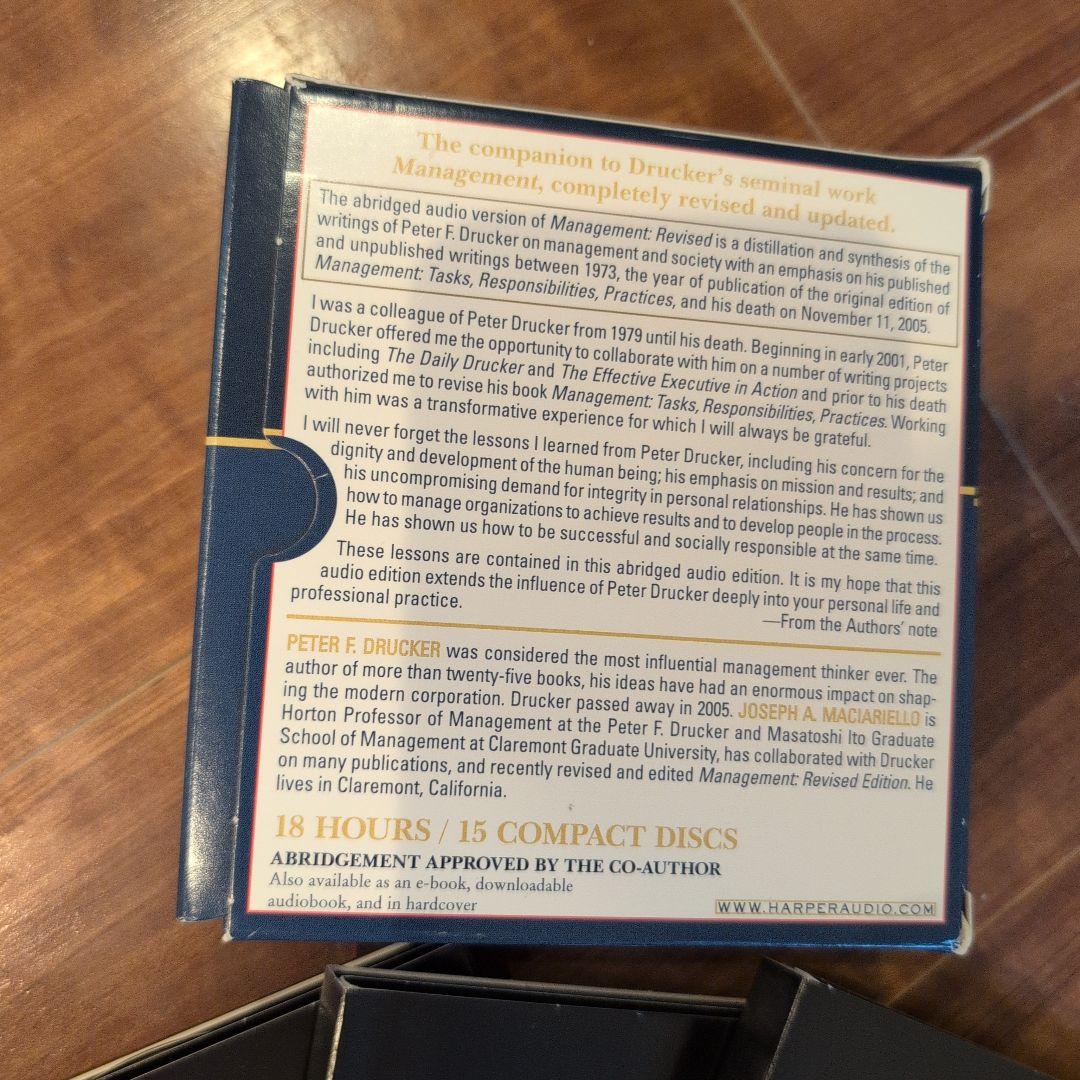 The companion to Drucker's seminal work
Management, completely revised and updated.
The abridged audio version of Management: Revised is a distillation and synthesis of the
writings of Peter F. Drucker on management and society with an emphasis on his published
and unpublished writings between 1973, the year of publication of the original edition of
Management: Tasks, Responsibilities, Practices, and his death on November 11, 2005.
I was a colleague of Peter Drucker from 1979 until his death. Beginning in early 2001, Peter
Drucker offered me the opportunity to collaborate with him on a number of writing projects
including The Daily Drucker and The Effective Executive in Action and prior to his death
authorized me to revise his book Management: Tasks, Responsibilities, Practices. Working
with him was a transformative experience for which I will always be grateful.
I will never forget the lessons I learned from Peter Drucker, including his concern for the
dignity and development of the human being; his emphasis on mission and results; and
his uncompromising demand for integrity in personal relationships. He has shown us
how to manage organizations to achieve results and to develop people in the process.
He has shown us how to be successful and socially responsible at the same time.
These lessons are contained in this abridged audio edition. It is my hope that this
audio edition extends the influence of Peter Drucker deeply into your personal life and
professional practice.
—From the Authors' note
PETER F. DRUCKER was considered the most influential management thinker ever. The
author of more than twenty-five books, his ideas have had an enormous impact on shap-
ing the modern corporation. Drucker passed away in 2005. JOSEPH A. MACIARIELLO is
Horton Professor of Management at the Peter F. Drucker and Masatoshi Ito Graduate
School of Management at Claremont Graduate University, has collaborated with Drucker
on many publications, and recently revised and edited Management: Revised Edition. He
lives in Claremont, California.
18 HOURS / 15 COMPACT DISCS
ABRIDGEMENT APPROVED BY THE CO-AUTHOR
Also available as an e-book, downloadable
audiobook, and in hardcover
WWW.HARPERAUDIO.COM